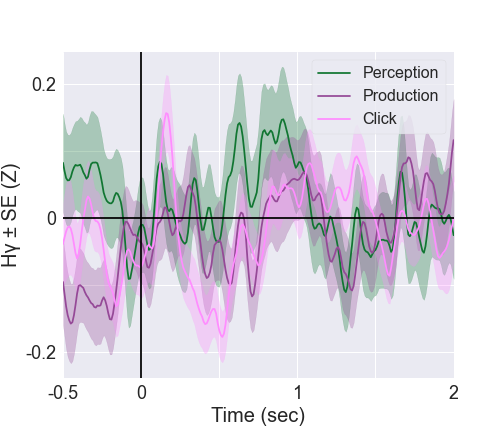 Perception
Production
Click
Hγ ± SE (Z)
0.2
0
-0.2
-0.5
0
1
2
Time (sec)